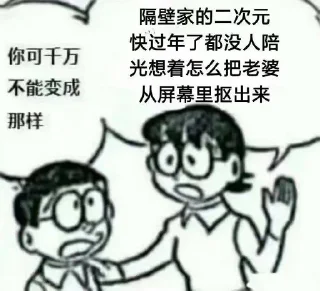 隔壁家的二次元
快过年了都没人陪
光想着怎么把老婆
从屏幕里抠出来
你可千万
不能变成
那样